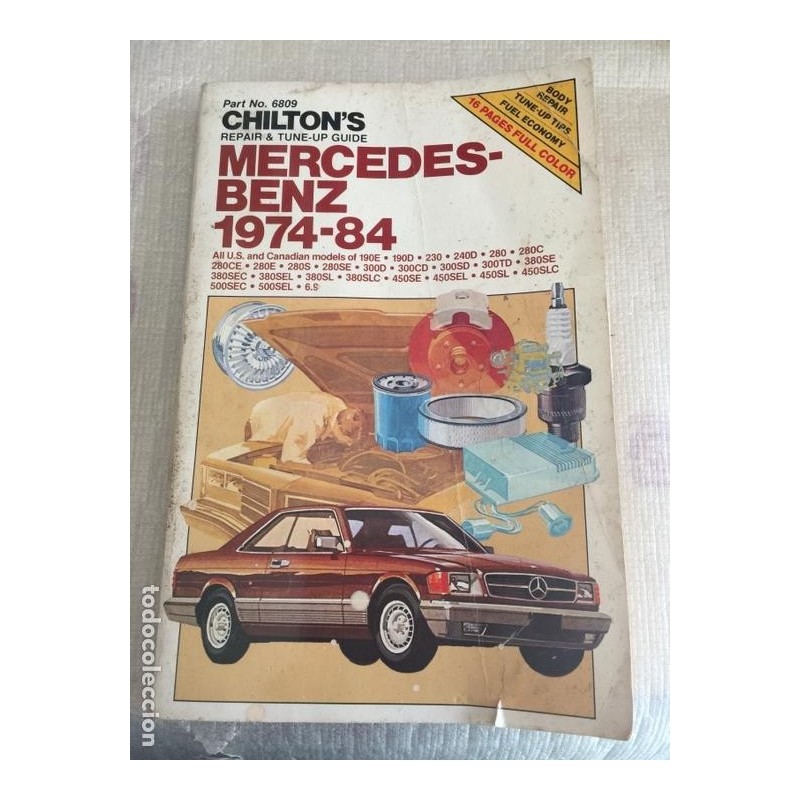 Part No. 6809
CHILTON'S
REPAIR & TUNE-UP GUIDE
MERCEDES-
BENZ
1974-84
All U.S. and Canadian models of 190E • 190D • 230 • 240D • 280 • 280C
280CE • 280E • 280S • 280SE • 300D • 300CD • 300SD • 300TD • 380SE
380SEC • 380SEL • 380SL • 380SLC • 450SE • 450SEL • 450SL • 450SLC
500SEC • 500SEL • 6.9
BODY
REPAIR
TUNE-UP TIPS
FUEL ECONOMY
16 PAGES FULL COLOR
todocoleccion